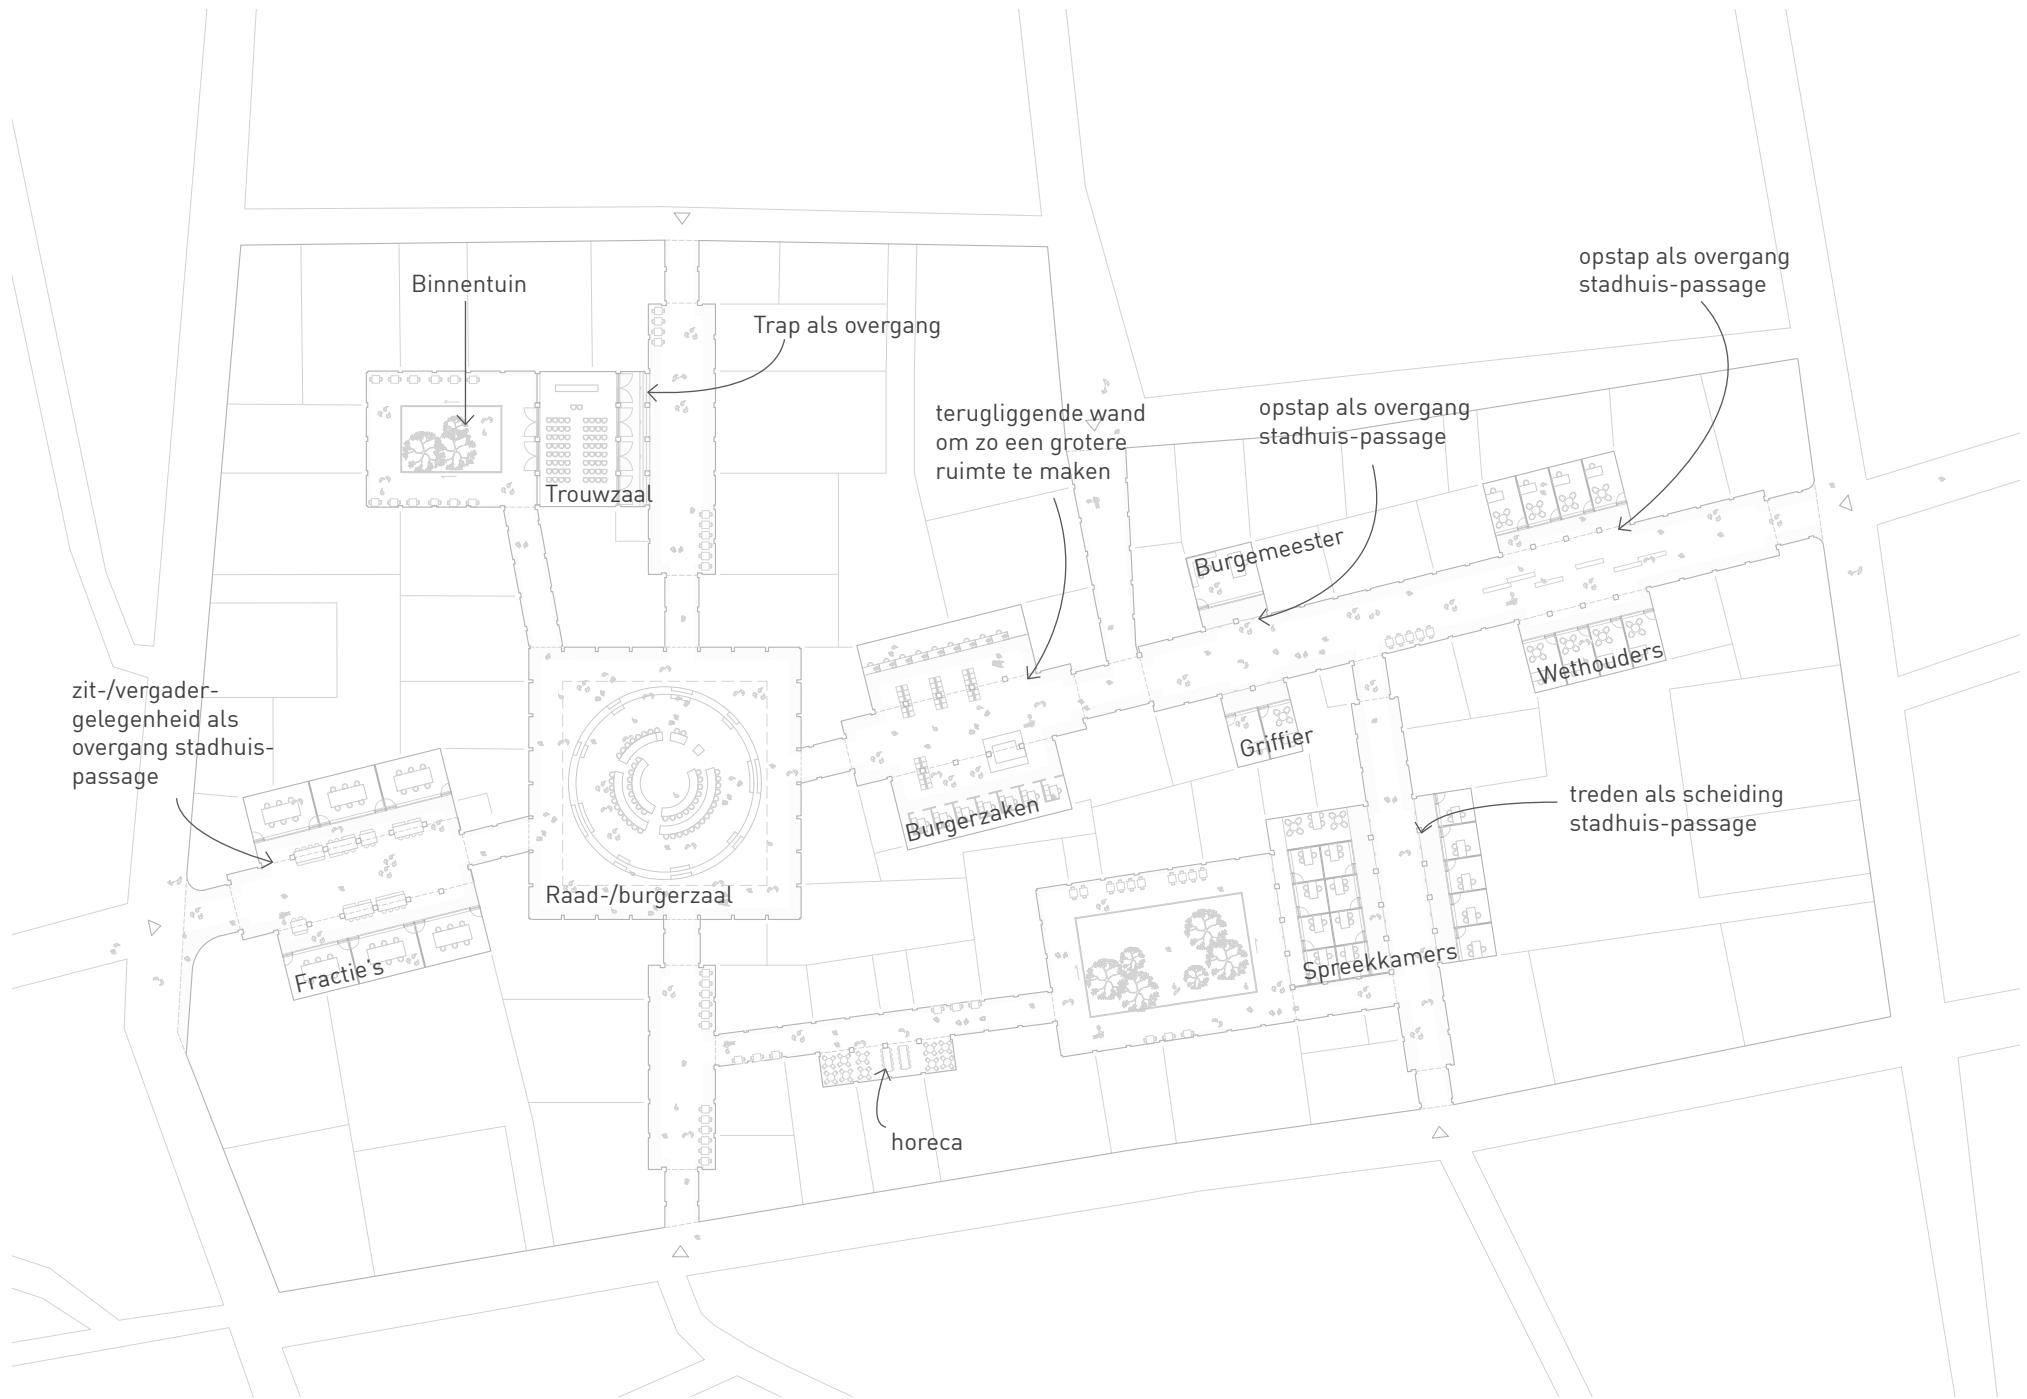 opstap als overgang
stadhuis-passage
Binnentuin
Trap als overgang
terugliggende wand
om zo een grotere
ruimte te maken
opstap als overgang
stadhuis-passage
Trouwzaal
Burgemeester
Wethouders
zit-/vergader-
gelegenheid als
overgang stadhuis-
passage
Griffier
Burgerzaken
treden als scheiding
stadhuis-passage
Raad-/burgerzaal
Fractie's
Spreekkamers
horeca